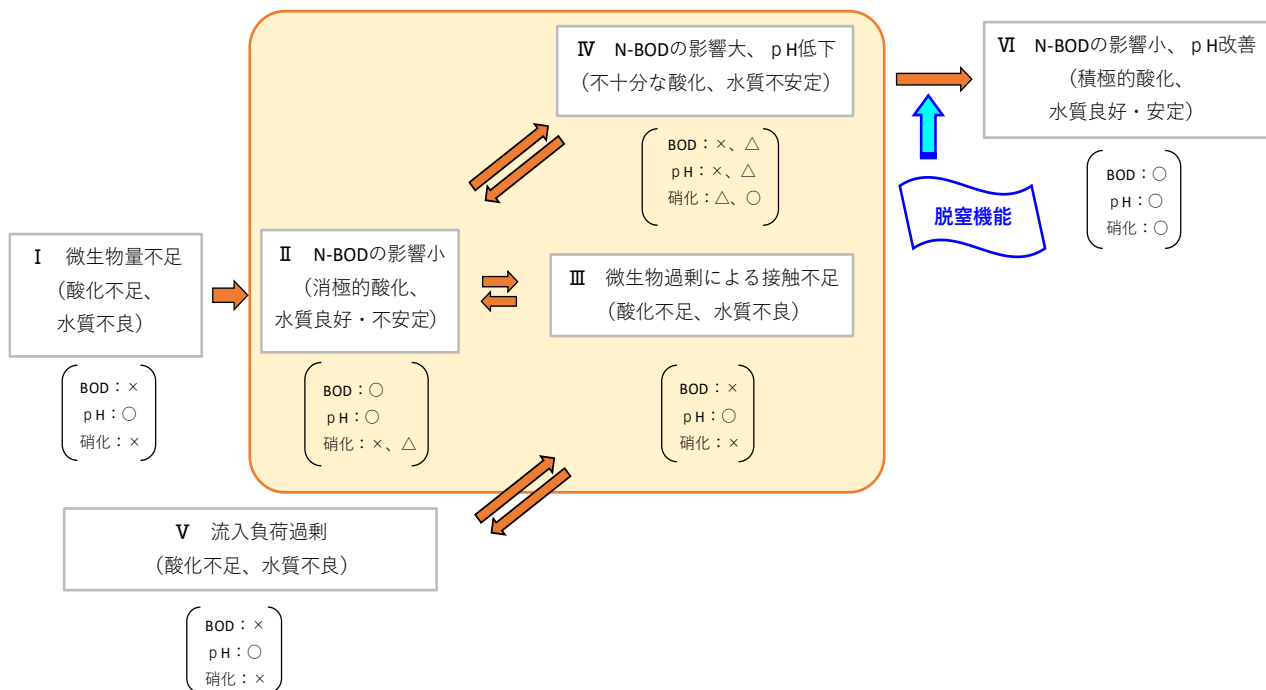 Ⅳ N-BODの影響大、ｐH低下
（不十分な酸化、水質不安定）
BOD：×、△
ｐH：×、△
硝化：△、○
Ⅵ N-BODの影響小、ｐH改善
（積極的酸化、
水質良好・安定）
BOD：○
ｐH：○
硝化：○
脱窒機能
Ⅰ 微生物量不足
（酸化不足、
水質不良）
BOD：×
ｐH：○
硝化：×
Ⅱ N-BODの影響小
（消極的酸化、
水質良好・不安定）
BOD：○
ｐH：○
硝化：×、△
Ⅲ 微生物過剰による接触不足
（酸化不足、水質不良）
BOD：×
ｐH：○
硝化：×
Ⅴ 流入負荷過剰
（酸化不足、水質不良）
BOD：×
ｐH：○
硝化：×